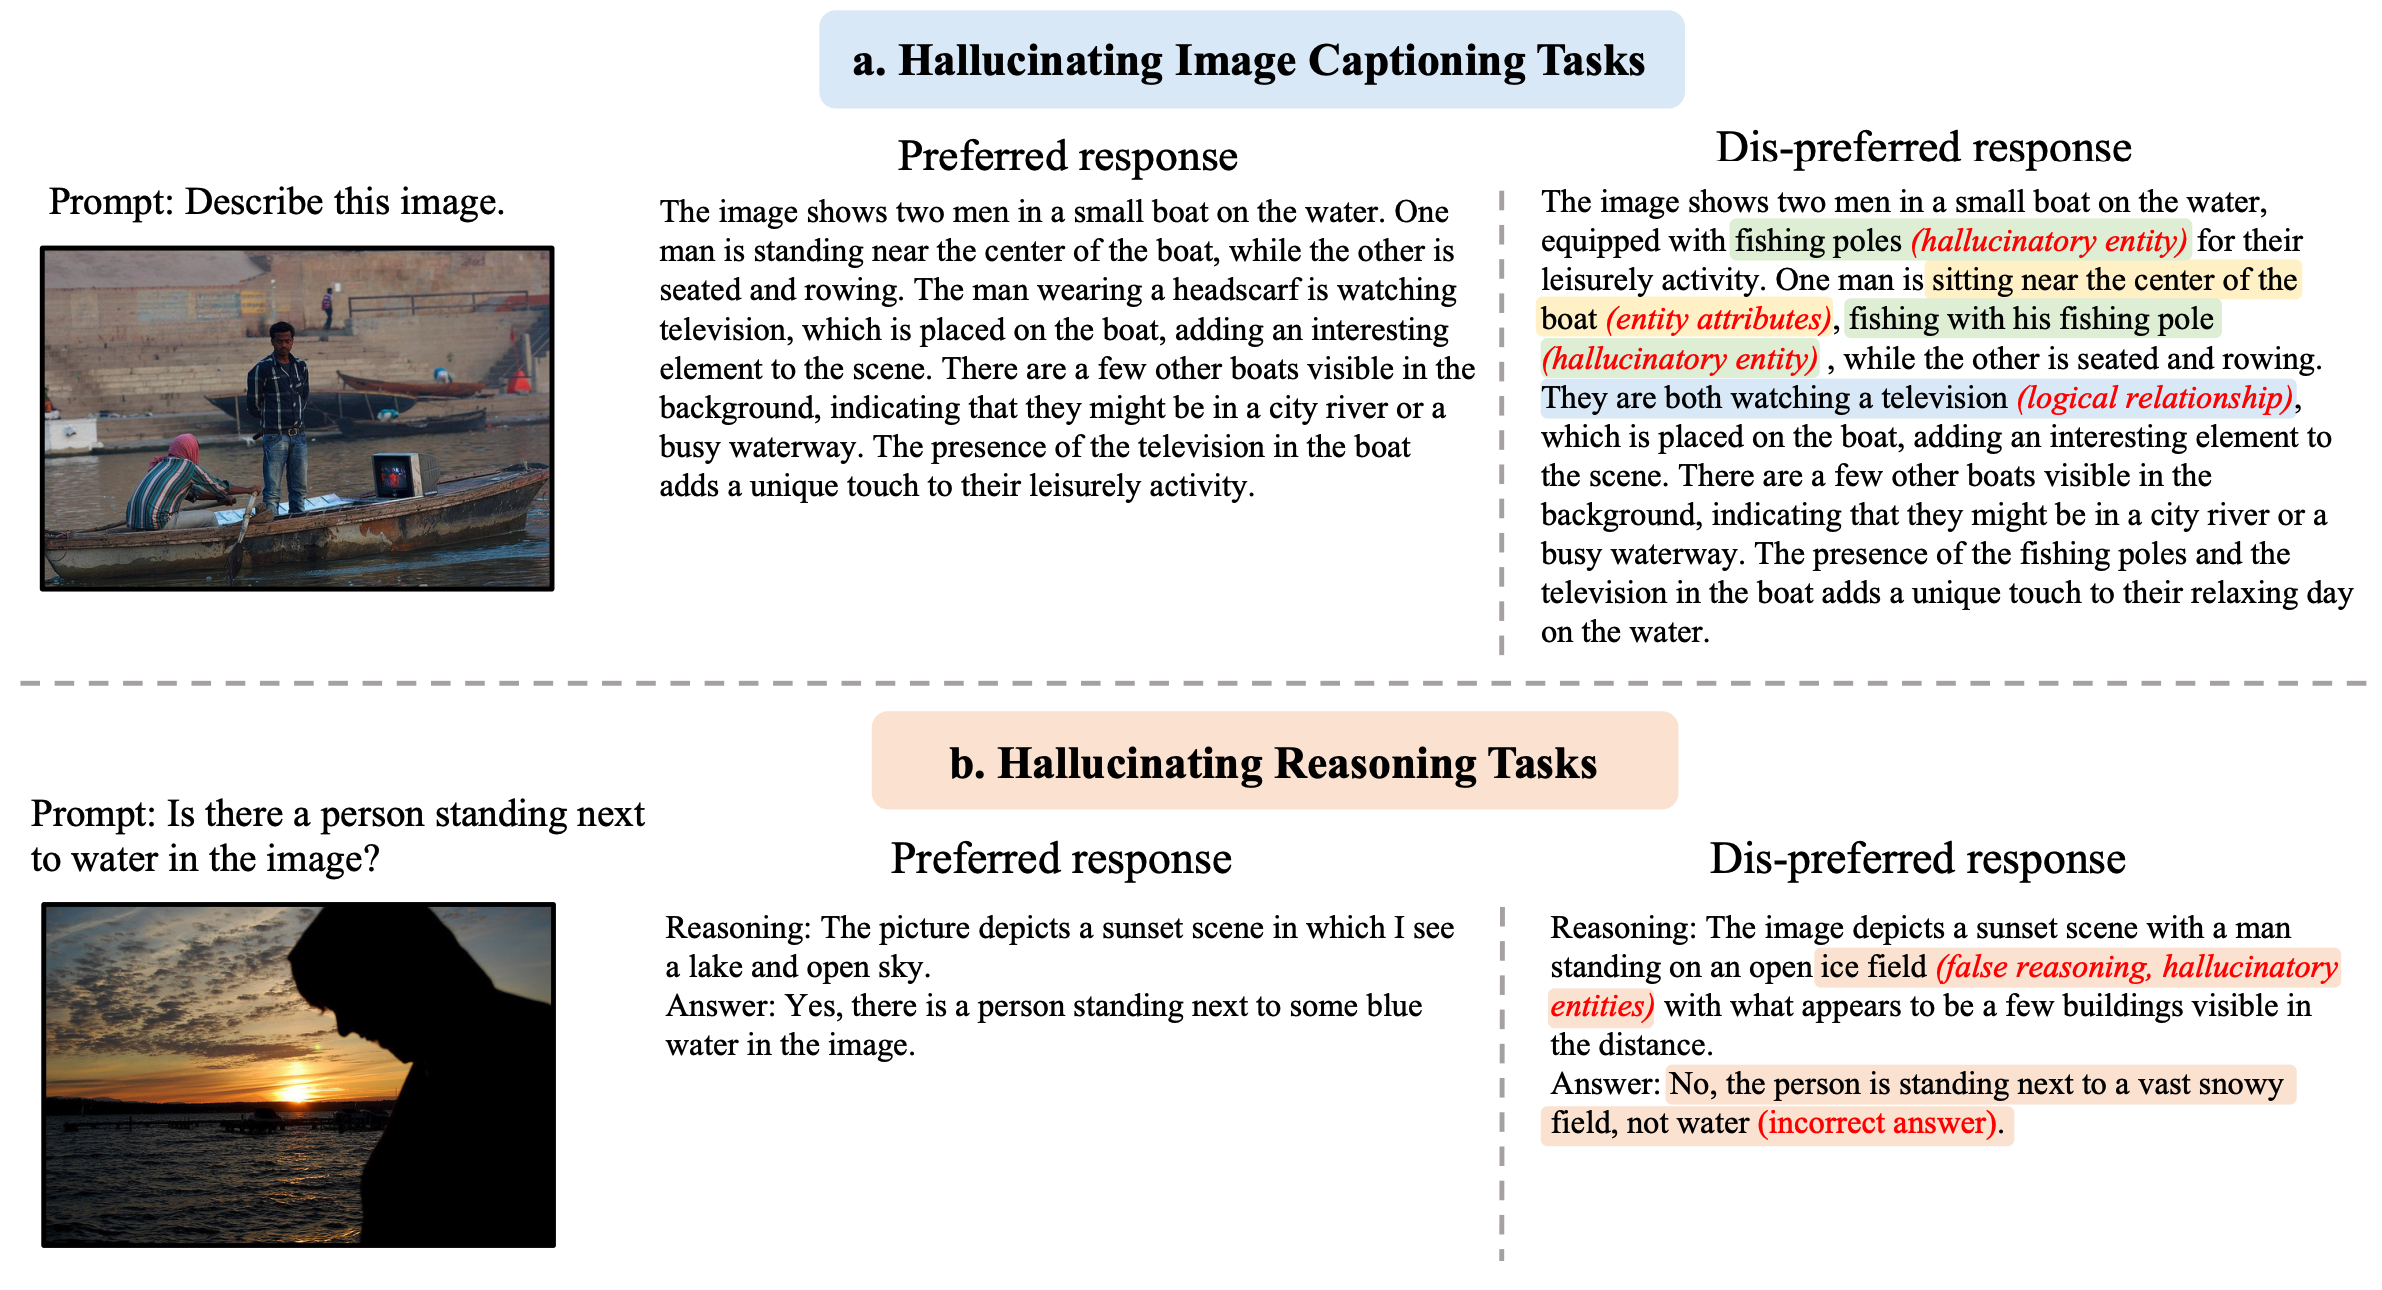 a. Hallucinating Image Captioning Tasks
Prompt: Describe this image.
Preferred response
The image shows two men in a small boat on the water. One
man is standing near the center of the boat, while the other is
seated and rowing. The man wearing a headscarf is watching
television, which is placed on the boat, adding an interesting
element to the scene. There are a few other boats visible in the
background, indicating that they might be in a city river or a
busy waterway. The presence of the television in the boat
adds a unique touch to their leisurely activity.
Dis-preferred response
The image shows two men in a small boat on the water,
equipped with fishing poles (hallucinatory entity) for their
leisurely activity. One man is sitting near the center of the
boat (entity attributes), fishing with his fishing pole
(hallucinatory entity) , while the other is seated and rowing.
They are both watching a television (logical relationship),
which is placed on the boat, adding an interesting element to
the scene. There are a few other boats visible in the
background, indicating that they might be in a city river or a
busy waterway. The presence of the fishing poles and the
television in the boat adds a unique touch to their relaxing day
on the water.
b. Hallucinating Reasoning Tasks
Prompt: Is there a person standing next
to water in the image?
Preferred response
Reasoning: The picture depicts a sunset scene in which I see
a lake and open sky.
Answer: Yes, there is a person standing next to some blue
water in the image.
Dis-preferred response
Reasoning: The image depicts a sunset scene with a man
standing on an open ice field (false reasoning, hallucinatory
entities) with what appears to be a few buildings visible in
the distance.
Answer: No, the person is standing next to a vast snowy
field, not water (incorrect answer).